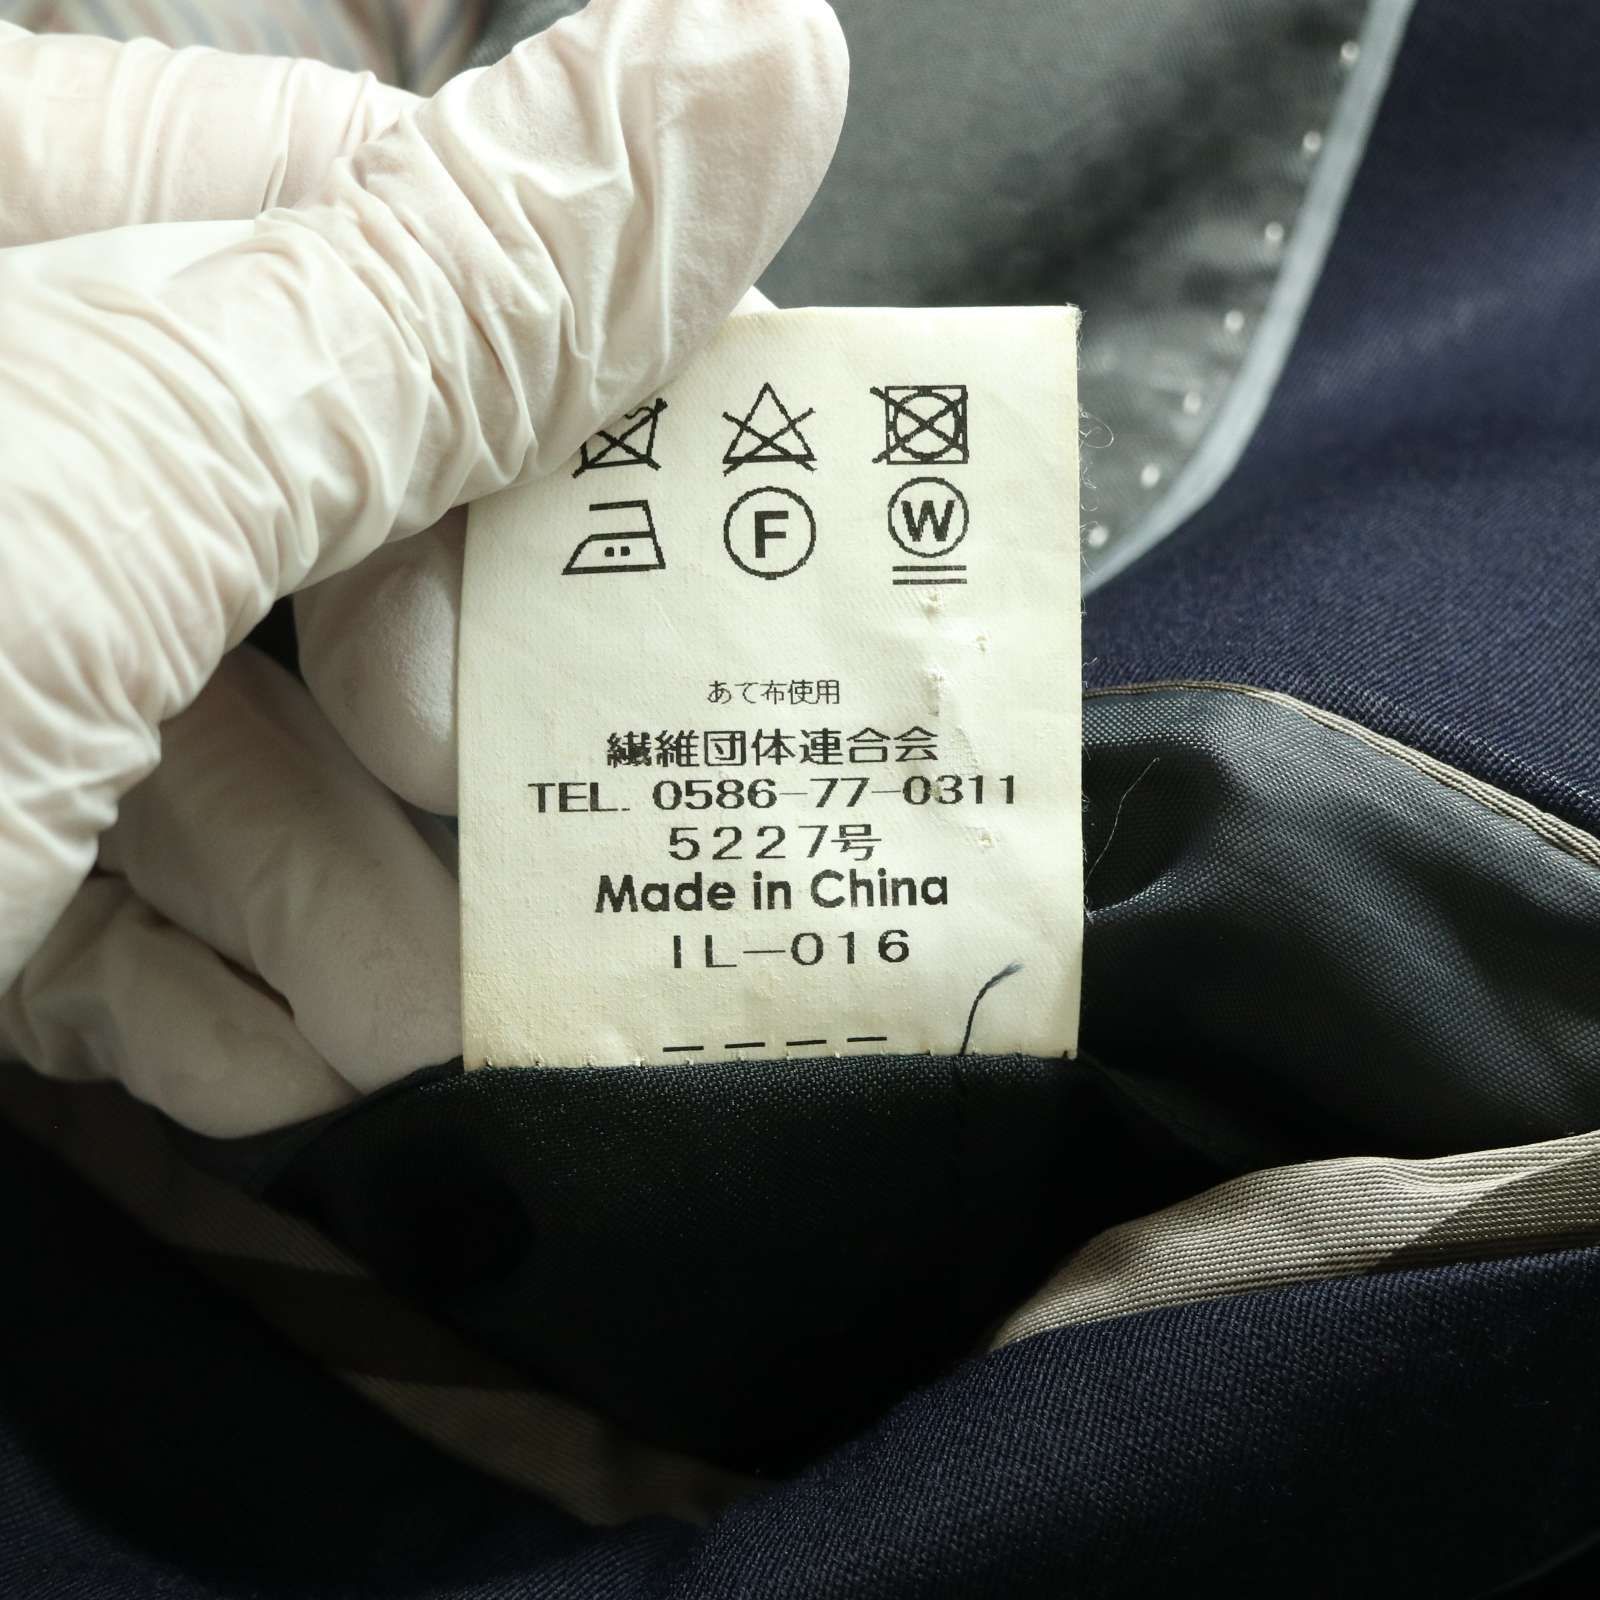 F W
あて布使用
繊維団体連合会
TEL. 0586-77-0311
5227号
Made in China
IL-016